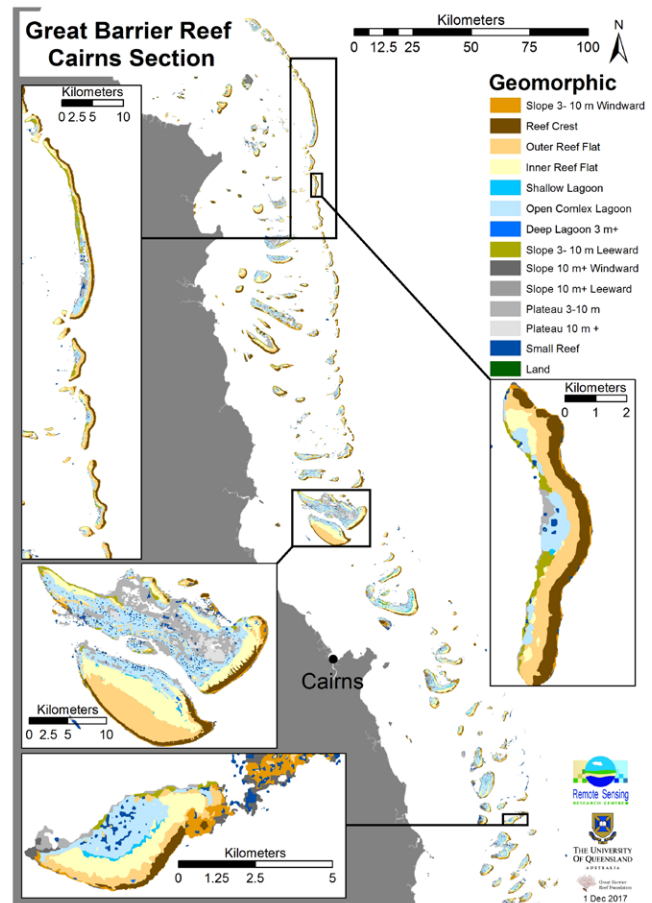 Great Barrier Reef
Cairns Section
Kilometers
0 12.5 25 50 75 100
N
Kilometers
0 2.5 5 10
Geomorphic
Slope 3- 10 m Windward
Reef Crest
Outer Reef Flat
Inner Reef Flat
Shallow Lagoon
Open Comlex Lagoon
Deep Lagoon 3 m+
Slope 3- 10 m Leeward
Slope 10 m+ Windward
Slope 10 m+ Leeward
Plateau 3-10 m
Plateau 10 m +
Small Reef
Land
Kilometers
0 1 2
Kilometers
0 2.5 5 10
Cairns
Kilometers
0 1.25 2.5 5
Remote Sensing
RESEARCH CENTRE
THE UNIVERSITY
OF QUEENSLAND
AUSTRALIA
Great Barrier
Reef Foundation
1 Dec 2017